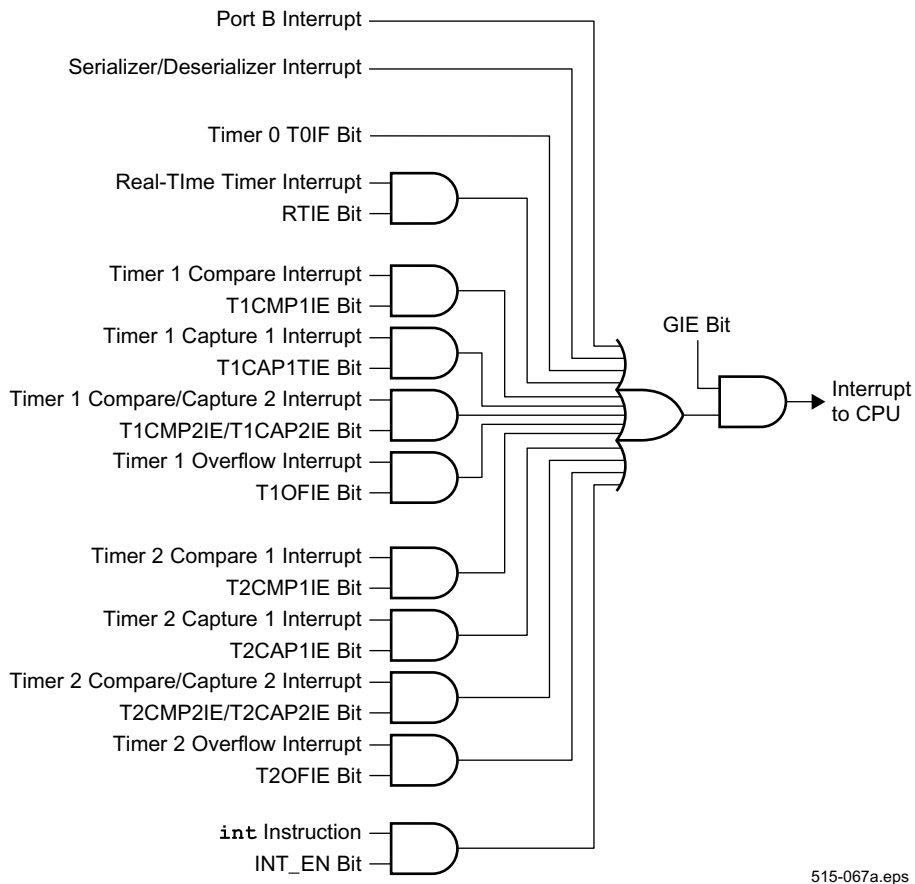 Port B Interrupt
Serializer/Deserializer Interrupt
Timer 0 T0IF Bit
Real-TIme Timer Interrupt
RTIE Bit
Timer 1 Compare Interrupt
T1CMP1IE Bit
Timer 1 Capture 1 Interrupt
T1CAP1TIE Bit
Timer 1 Compare/Capture 2 Interrupt
T1CMP2IE/T1CAP2IE Bit
Timer 1 Overflow Interrupt
T1OFIE Bit
Timer 2 Compare 1 Interrupt
T2CMP1IE Bit
Timer 2 Capture 1 Interrupt
T2CAP1IE Bit
Timer 2 Compare/Capture 2 Interrupt
T2CMP2IE/T2CAP2IE Bit
Timer 2 Overflow Interrupt
T2OFIE Bit
int Instruction
INT_EN Bit
GIE Bit
Interrupt
to CPU
515-067a.eps